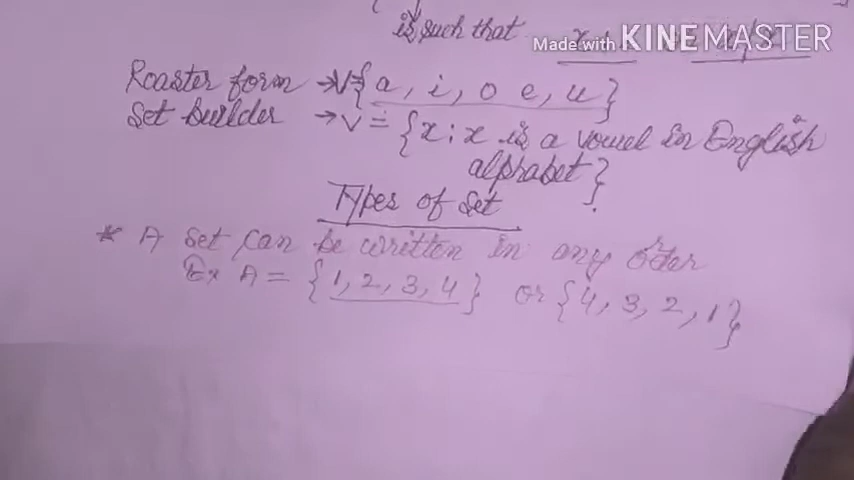 is such that
Made with KINEMASTER
Roaster form → V={a, i, o e, u}
Set builder → V = {x : x is a vowel in English
alphabet}.
Types of Set
* A Set can be written in any order
Ex A = {1, 2, 3, 4} or {4, 3, 2, 1}